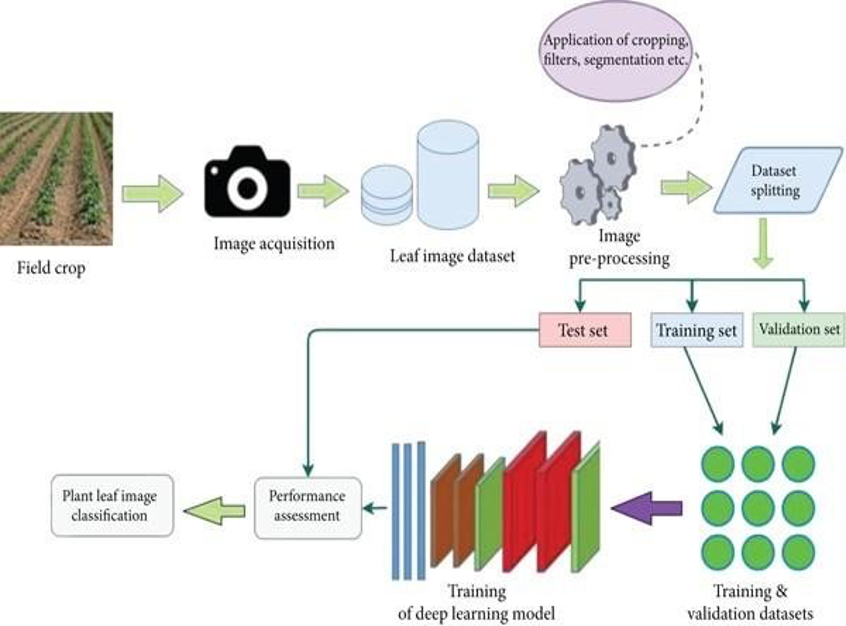 Application of cropping,
filters, segmentation etc.
Field crop
Image acquisition
Leaf image dataset
Image
pre-processing
Dataset
splitting
Test set
Training set
Validation set
Plant leaf image
classification
Performance
assessment
Training
of deep learning model
Training &
validation datasets